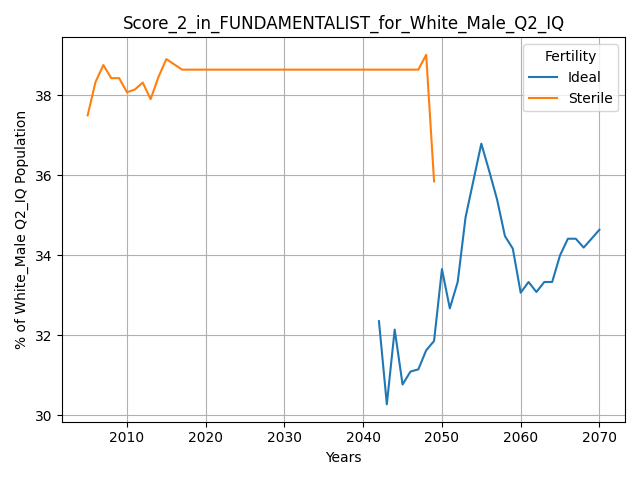 Score_2_in_FUNDAMENTALIST_for_White_Male_Q2_IQ
Fertility
Ideal
Sterile
% of White_Male Q2_IQ Population
38
36
34
32
30
2010 2020 2030 2040 2050 2060 2070
Years